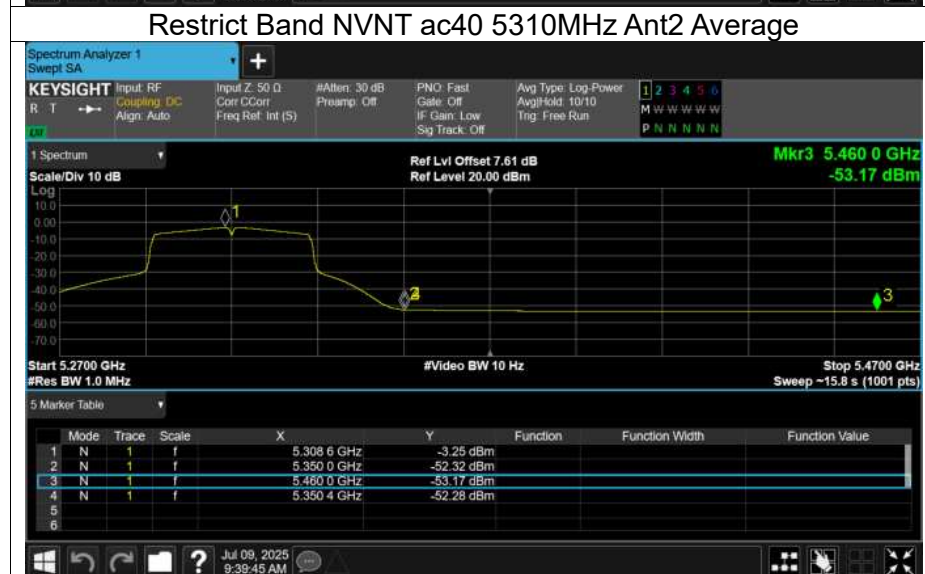 Restrict Band NVNT ac40 5310MHz Ant2 Average
Spectrum Analyzer 1
Swept SA
+
KEYSIGHT Input: RF Input Z: 50 Ω #Atten: 30 dB PNO: Fast Avg Type: Log-Power 1 2 3 4 5 6
R T Coupling: DC Corr CCorr Preamp: Off Gate: Off Avg|Hold: 10/10 M W W W W W
Align: Auto Freq Ref: Int (S) IF Gain: Low Trig: Free Run
Sig Track: Off P N N N N N
1 Spectrum Ref Lvl Offset 7.61 dB Mkr3 5.460 0 GHz
Scale/Div 10 dB Ref Level 20.00 dBm -53.17 dBm
Log
10.0
0.00
-10.0
-20.0
-30.0
-40.0
-50.0
-60.0
-70.0
1
3
Start 5.2700 GHz #Video BW 10 Hz Stop 5.4700 GHz
#Res BW 1.0 MHz Sweep ~15.8 s (1001 pts)
5 Marker Table
Mode Trace Scale X Y Function Function Width Function Value
1 N 1 f 5.308 6 GHz -3.25 dBm
2 N 1 f 5.350 0 GHz -52.32 dBm
3 N 1 f 5.460 0 GHz -53.17 dBm
4 N 1 f 5.350 4 GHz -52.28 dBm
5
6
? Jul 09, 2025
9:39:45 AM